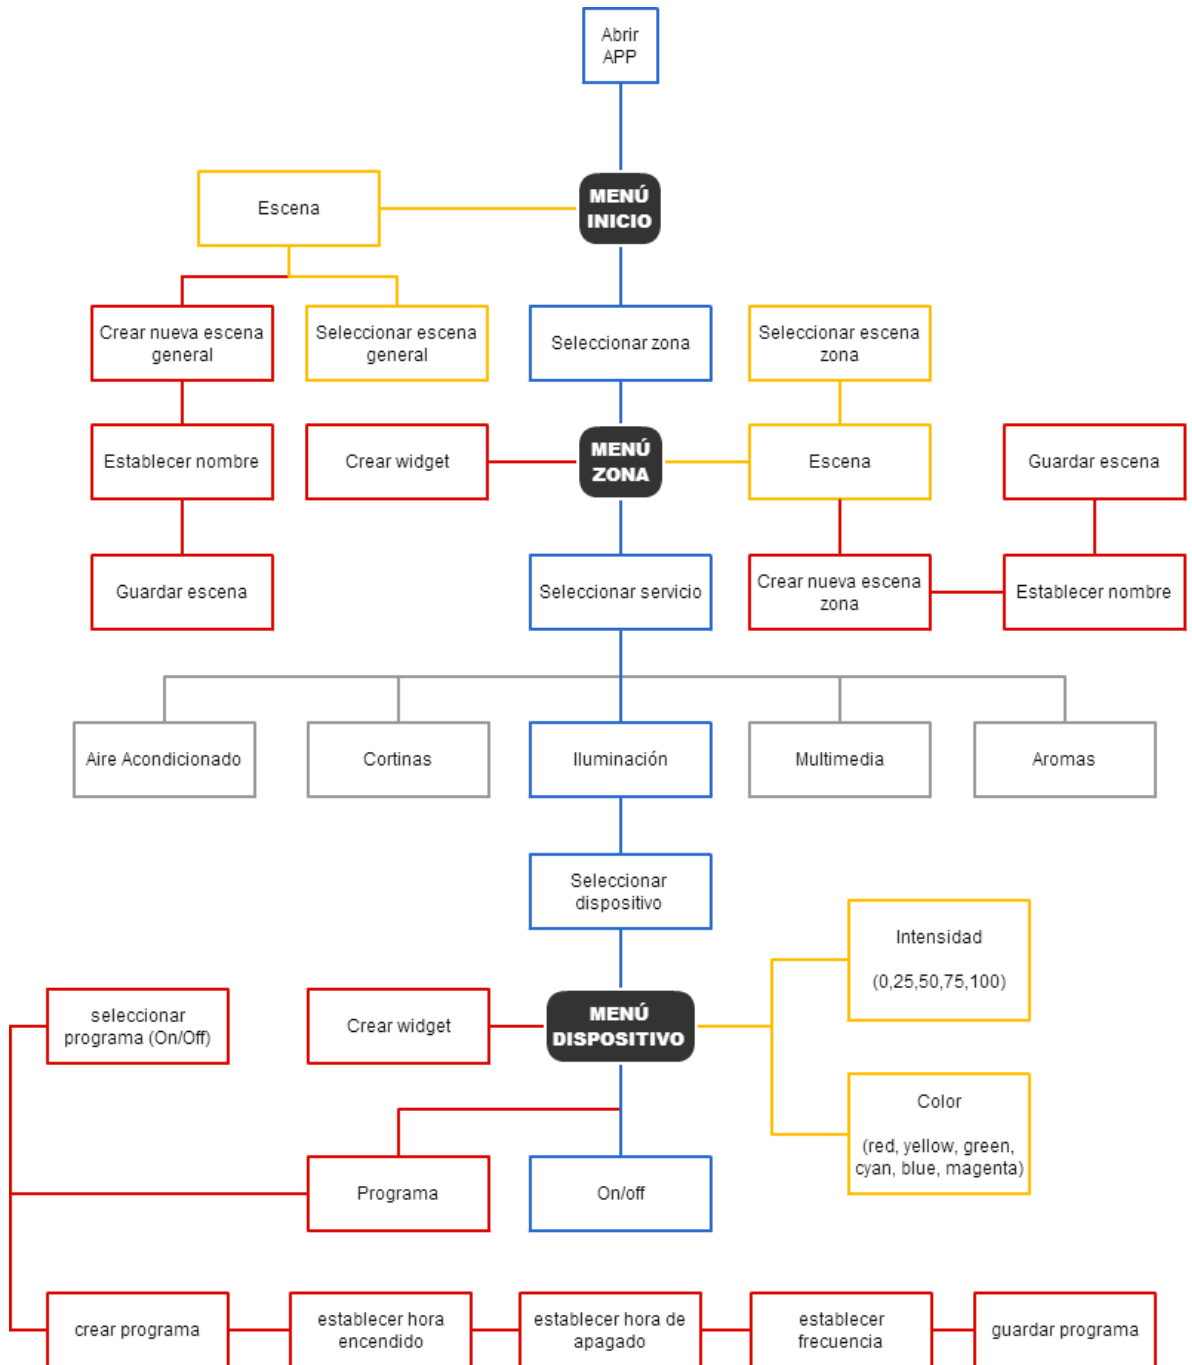 Abrir
APP
MENÚ
INICIO
Escena
Crear nueva escena
general
Seleccionar escena
general
Seleccionar zona
Seleccionar escena
zona
Establecer nombre
Crear widget
MENÚ
ZONA
Escena
Guardar escena
Guardar escena
Seleccionar servicio
Crear nueva escena
zona
Establecer nombre
Aire Acondicionado
Cortinas
Iluminación
Multimedia
Aromas
Seleccionar
dispositivo
Intensidad
(0,25,50,75,100)
seleccionar
programa (On/Off)
Crear widget
MENÚ
DISPOSITIVO
Color
(red, yellow, green,
cyan, blue, magenta)
Programa
On/off
crear programa
establecer hora
encendido
establecer hora de
apagado
establecer
frecuencia
guardar programa